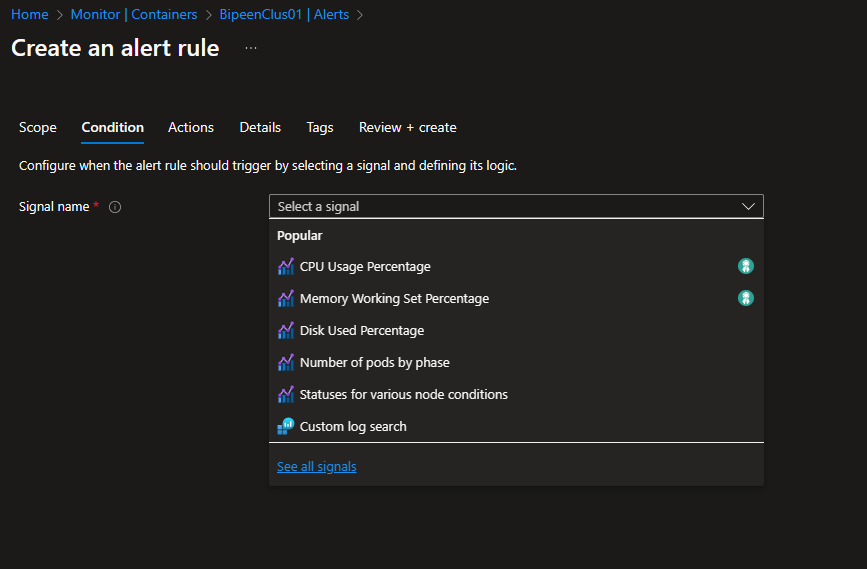 Home > Monitor | Containers > BipeenClus01 | Alerts >
Create an alert rule ...
Scope Condition Actions Details Tags Review + create
Configure when the alert rule should trigger by selecting a signal and defining its logic.
Signal name * Select a signal
Popular
CPU Usage Percentage
Memory Working Set Percentage
Disk Used Percentage
Number of pods by phase
Statuses for various node conditions
Custom log search
See all signals